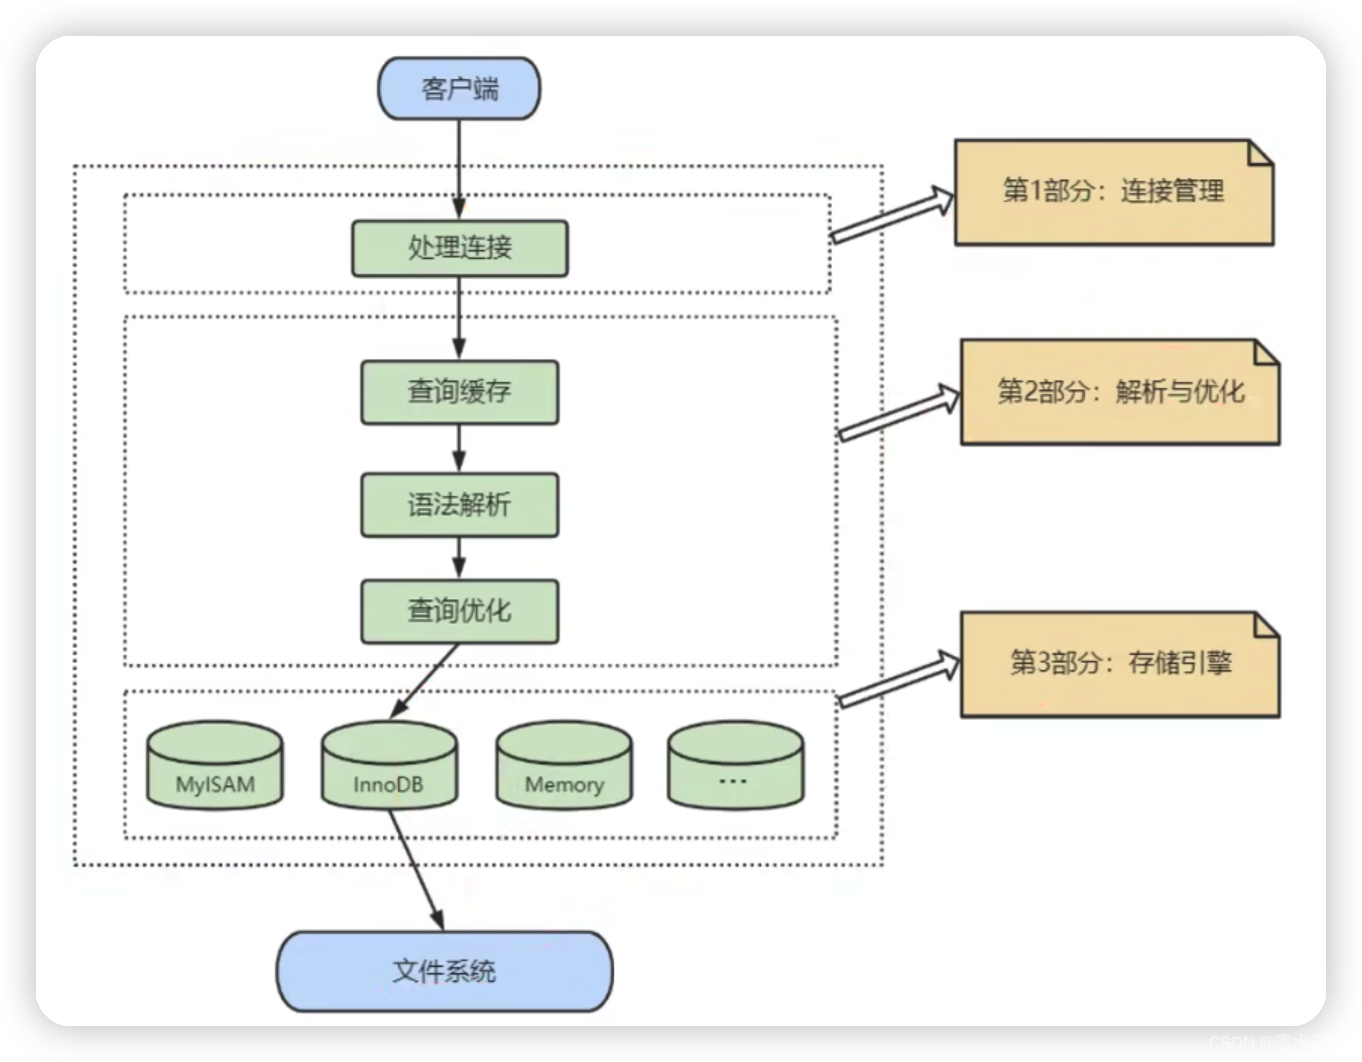 客户端
处理连接
第1部分：连接管理
查询缓存
第2部分：解析与优化
语法解析
查询优化
第3部分：存储引擎
MyISAM
InnoDB
Memory
...
文件系统
CSDN